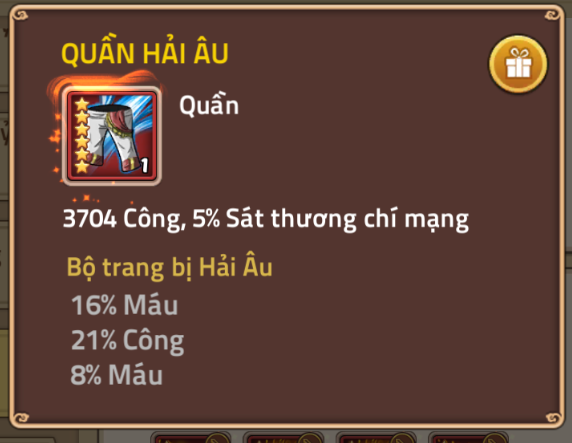 QUẦN HẢI ÂU
Quần
1
3704 Công, 5% Sát thương chí mạng
Bộ trang bị Hải Âu
16% Máu
21% Công
8% Máu